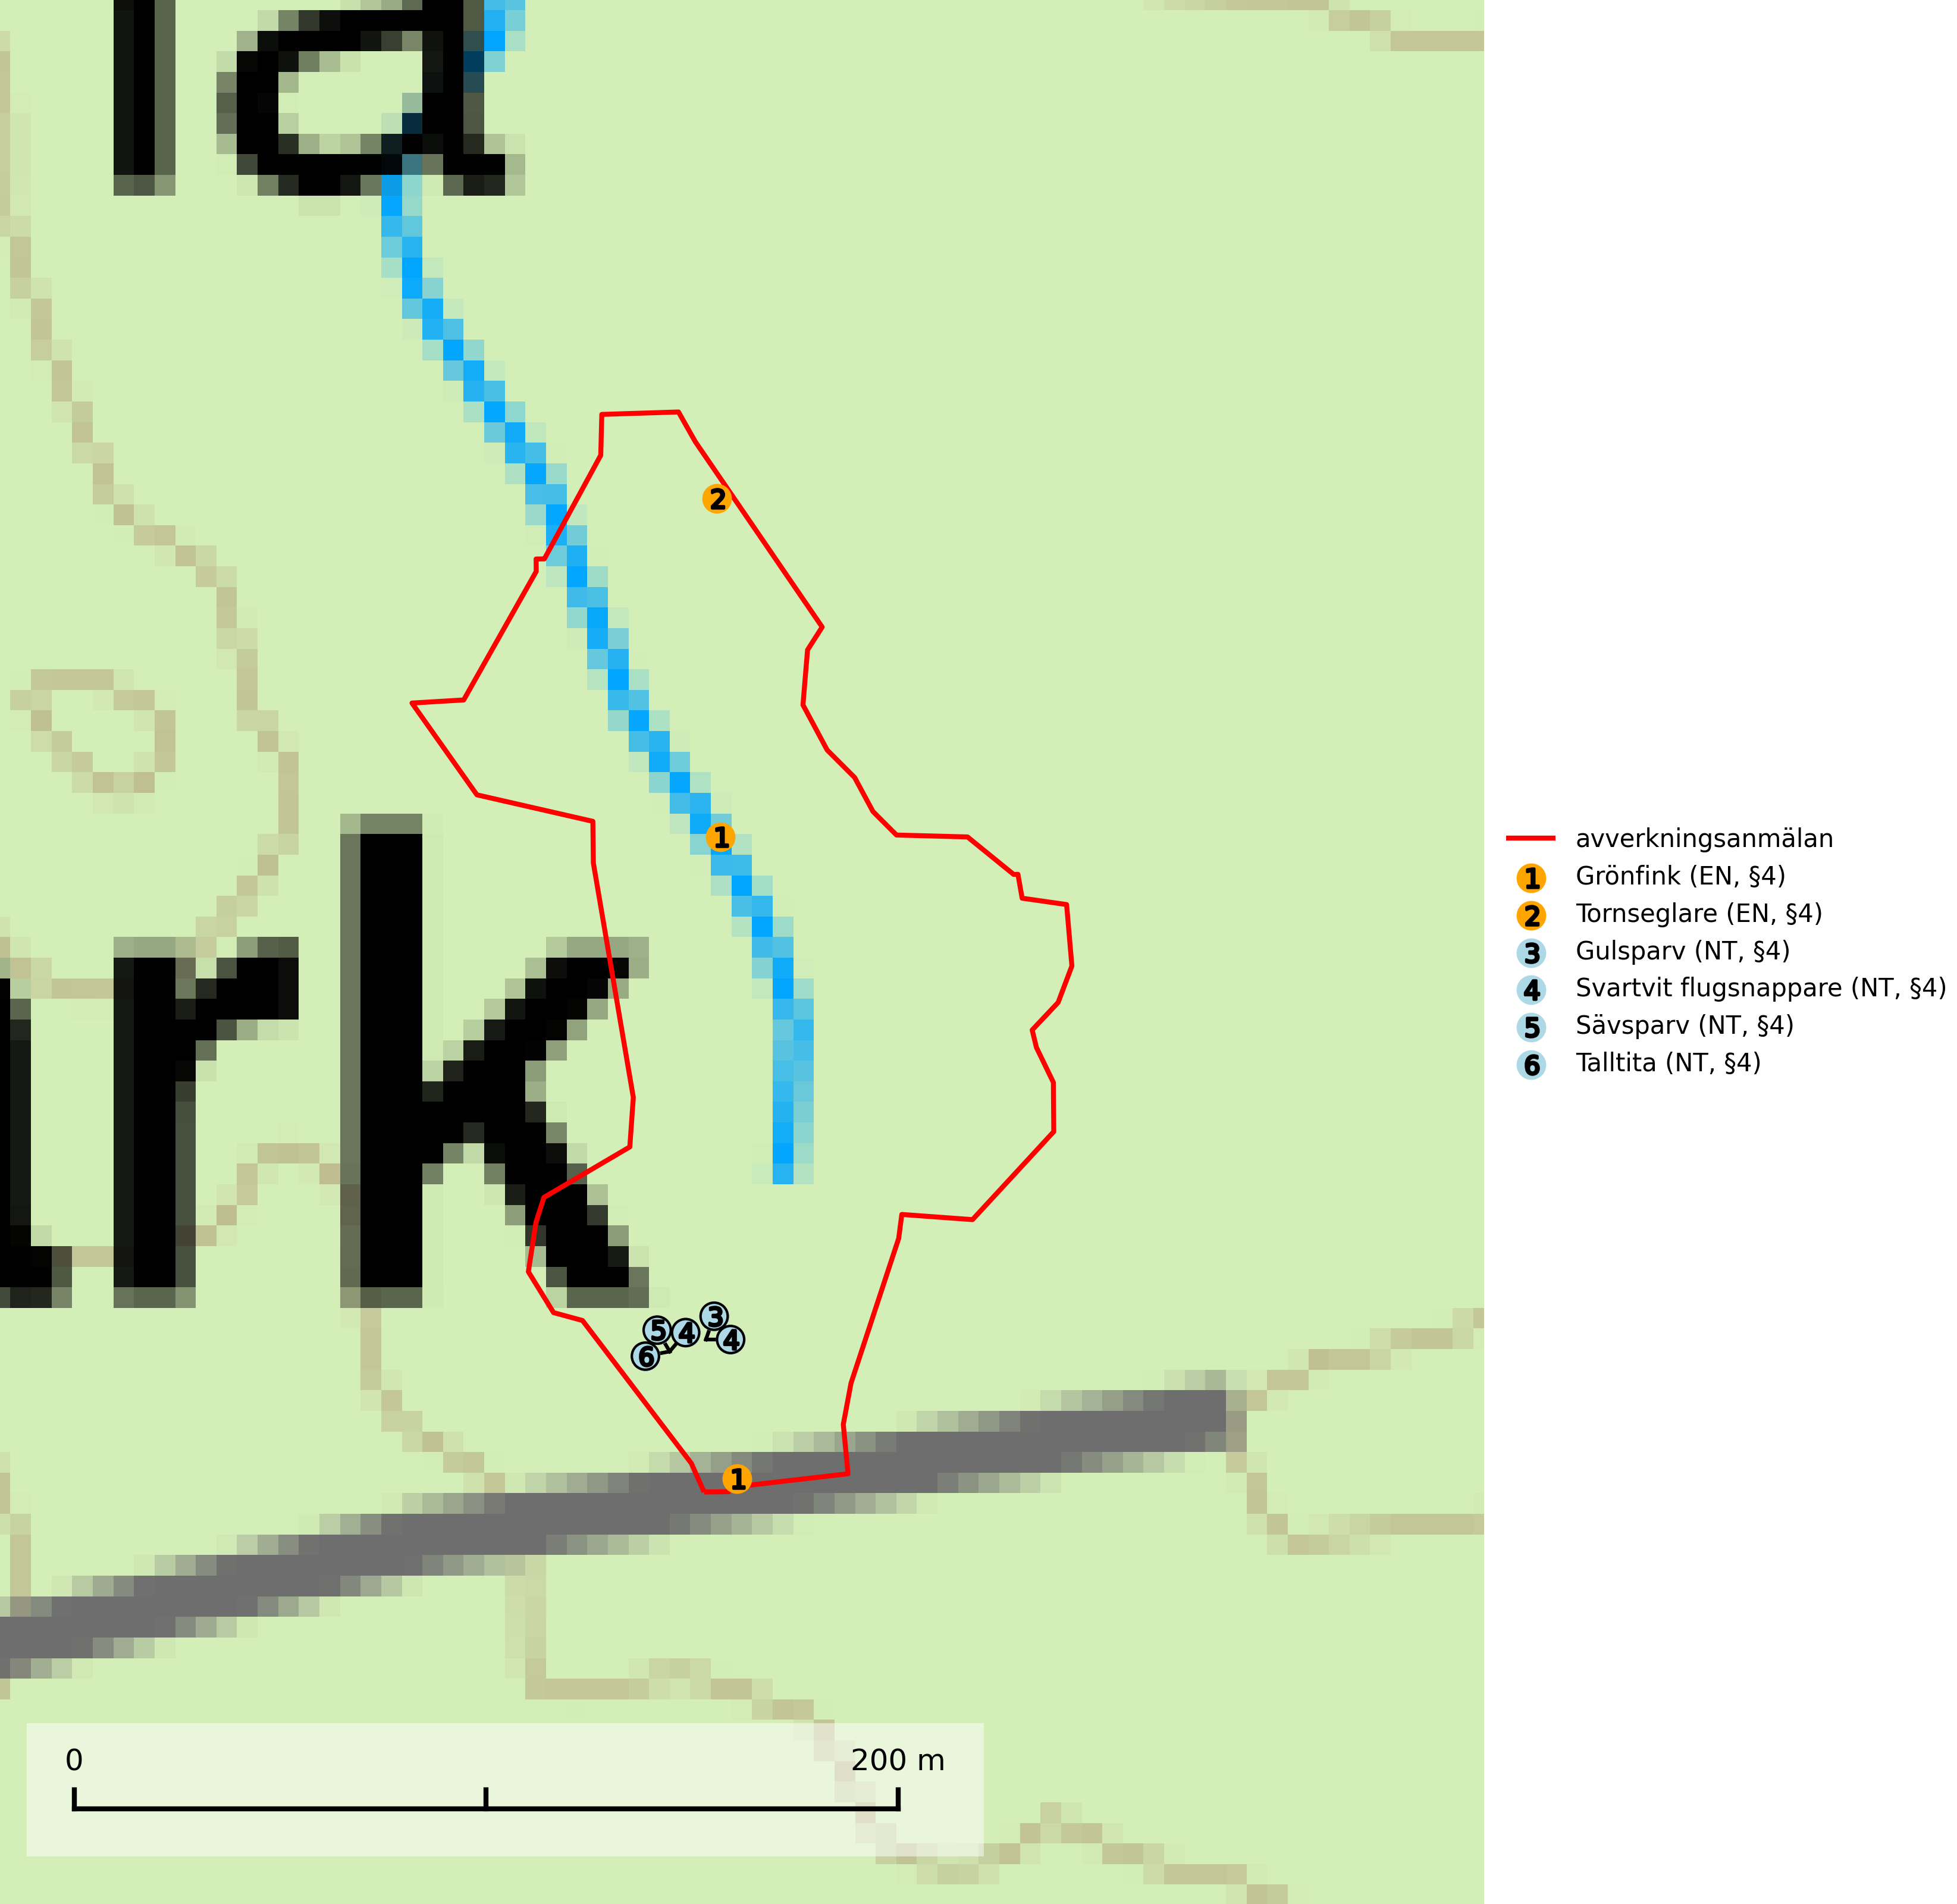 la
rk
2
1
3
5
4
4
6
1
0 200 m
avverkningsanmälan
1 Grönfink (EN, §4)
2 Tornseglare (EN, §4)
3 Gulsparv (NT, §4)
4 Svartvit flugsnappare (NT, §4)
5 Sävsparv (NT, §4)
6 Talltita (NT, §4)